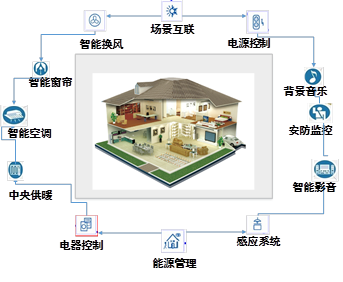 场景互联
智能换风
电源控制
智能窗帘
背景音乐
智能空调
安防监控
中央供暖
智能影音
电器控制
感应系统
能源管理